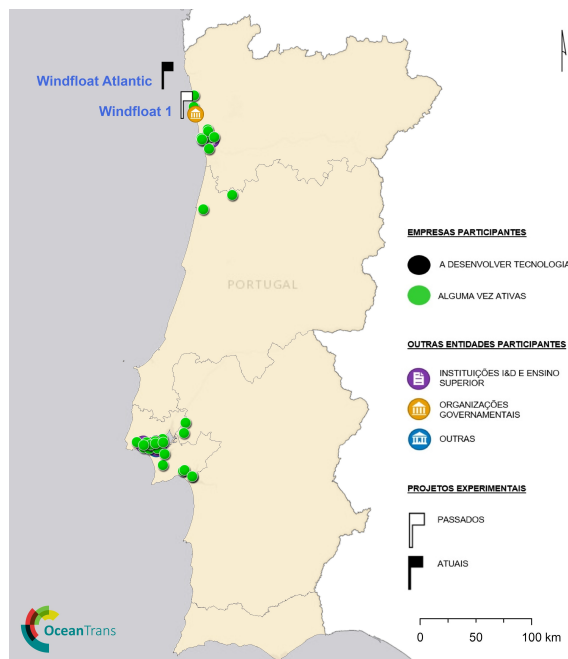 Windfloat Atlantic
Windfloat 1
PORTUGAL
EMPRESAS PARTICIPANTES
A DESENVOLVER TECNOLOGIA
ALGUMA VEZ ATIVAS
OUTRAS ENTIDADES PARTICIPANTES
INSTITUIÇÕES I&D E ENSINO
SUPERIOR
ORGANIZAÇÕES
GOVERNAMENTAIS
OUTRAS
PROJETOS EXPERIMENTAIS
PASSADOS
ATUAIS
0 50 100 km
OceanTrans